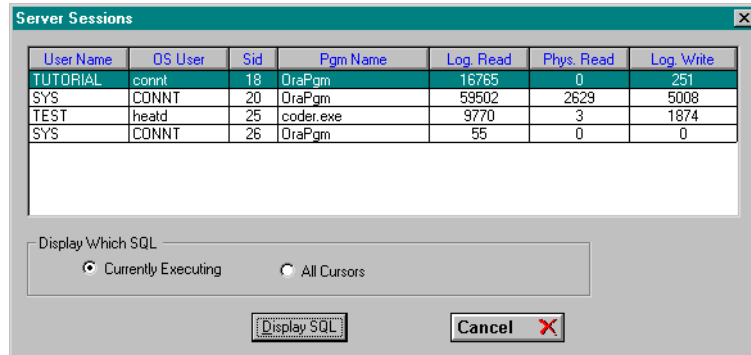 Server Sessions
User Name OS User Sid Pgm Name Log. Read Phys. Read Log. Write
TUTORIAL connt 18 OraPgm 16765 0 251
SYS CONNT 20 OraPgm 59502 2629 5008
TEST heatd 25 coder.exe 9770 3 1874
SYS CONNT 26 OraPgm 55 0 0
Display Which SQL
Currently Executing All Cursors
Display SQL Cancel